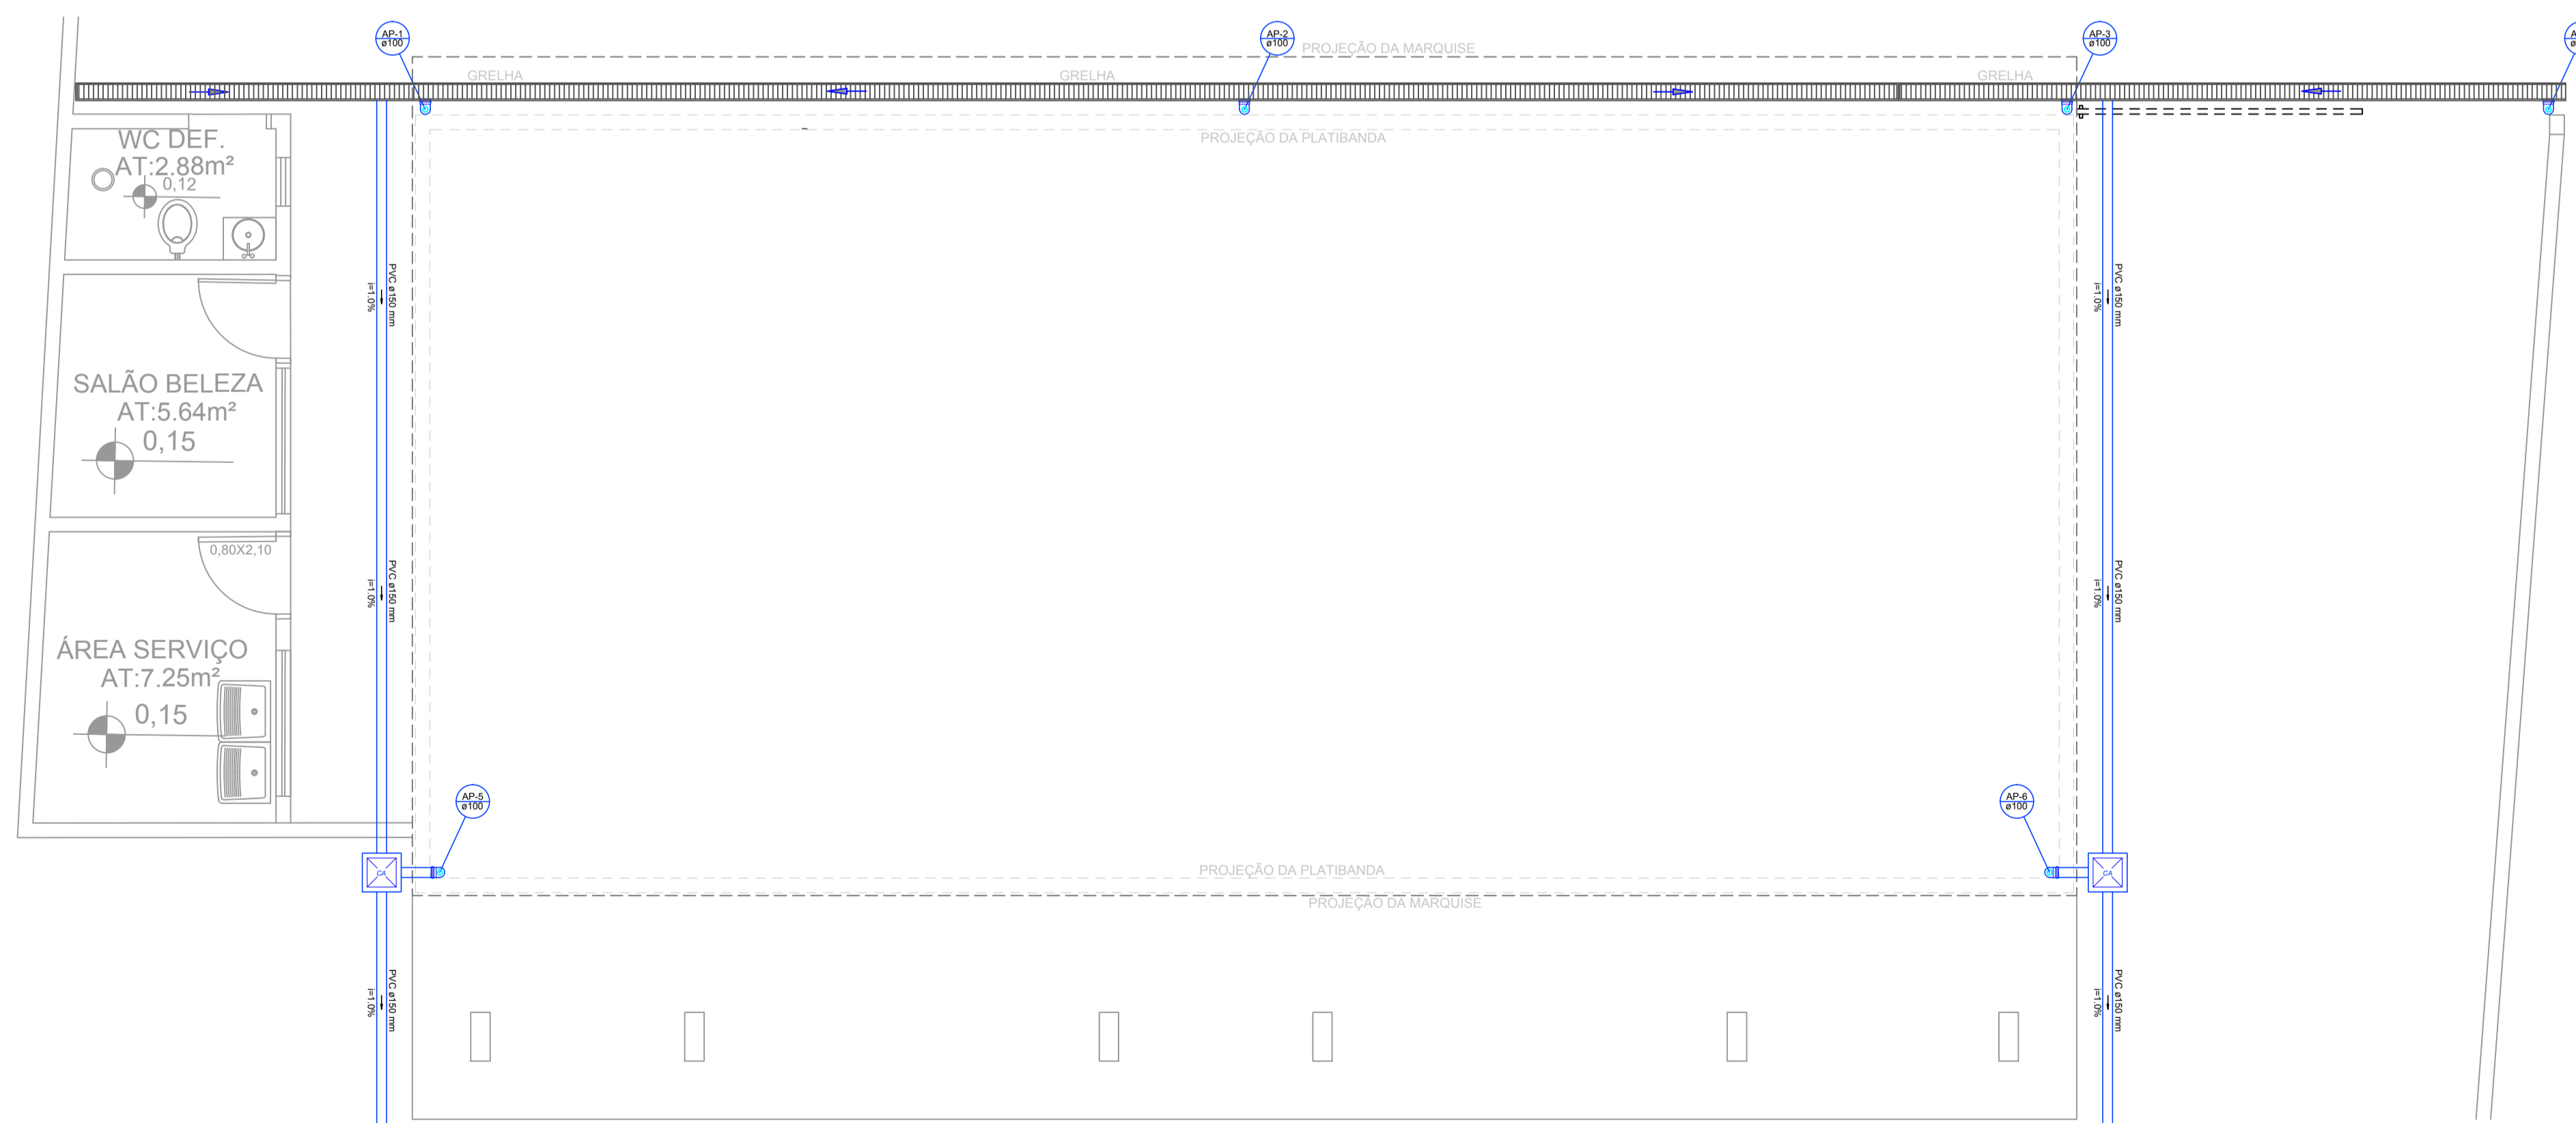 AP-1
ø100
AP-2
ø100
PROJEÇÃO DA MARQUISE
AP-3
ø100
GRELHA
GRELHA
GRELHA
PROJEÇÃO DA PLATIBANDA
WC DEF.
AT:2.88m²
0,12
PVC ø150 mm
i=1.0%
PVC ø150 mm
i=1.0%
SALÃO BELEZA
AT:5.64m²
0,15
0,80X2,10
PVC ø150 mm
i=1.0%
PVC ø150 mm
i=1.0%
ÁREA SERVIÇO
AT:7.25m²
0,15
AP-5
ø100
AP-6
ø100
CA
PROJEÇÃO DA PLATIBANDA
CA
PROJEÇÃO DA MARQUISE
PVC ø150 mm
i=1.0%
PVC ø150 mm
i=1.0%